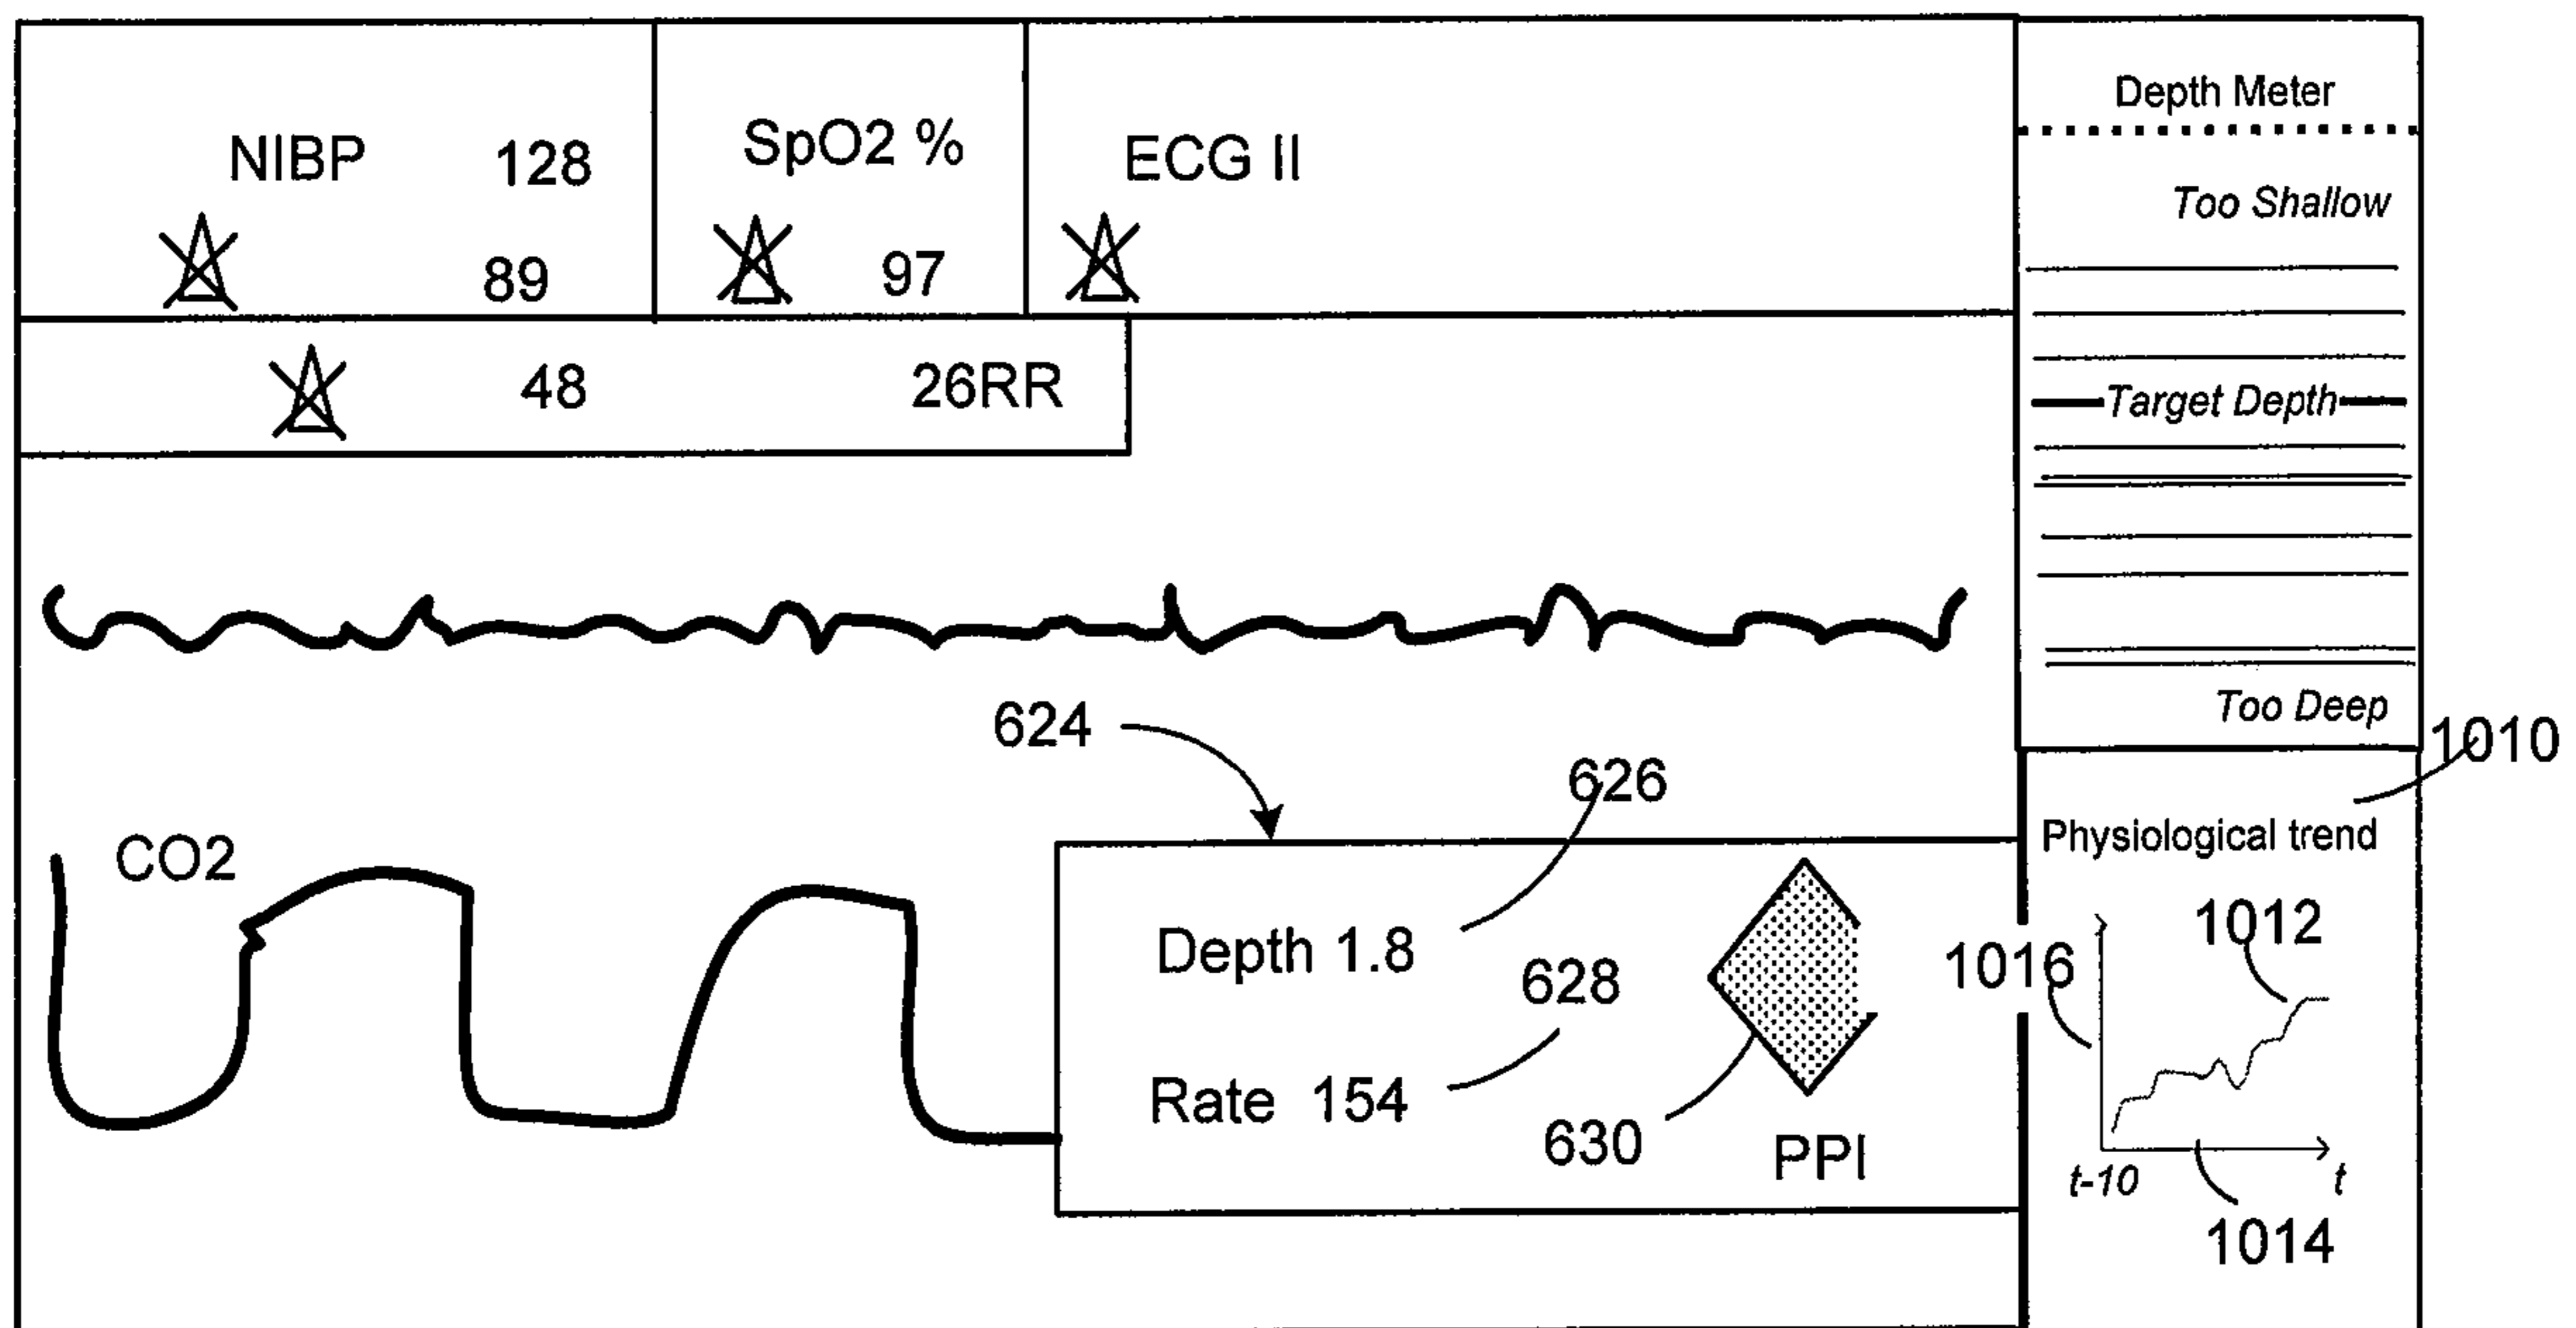 NIBP 128
89
SpO2 %
97
ECG II
48 26RR
Depth Meter
Too Shallow
Target Depth
Too Deep
624
626
1010
CO2
Depth 1.8
628
Rate 154
630
PPI
Physiological trend
1012
1016
t-10 t
1014